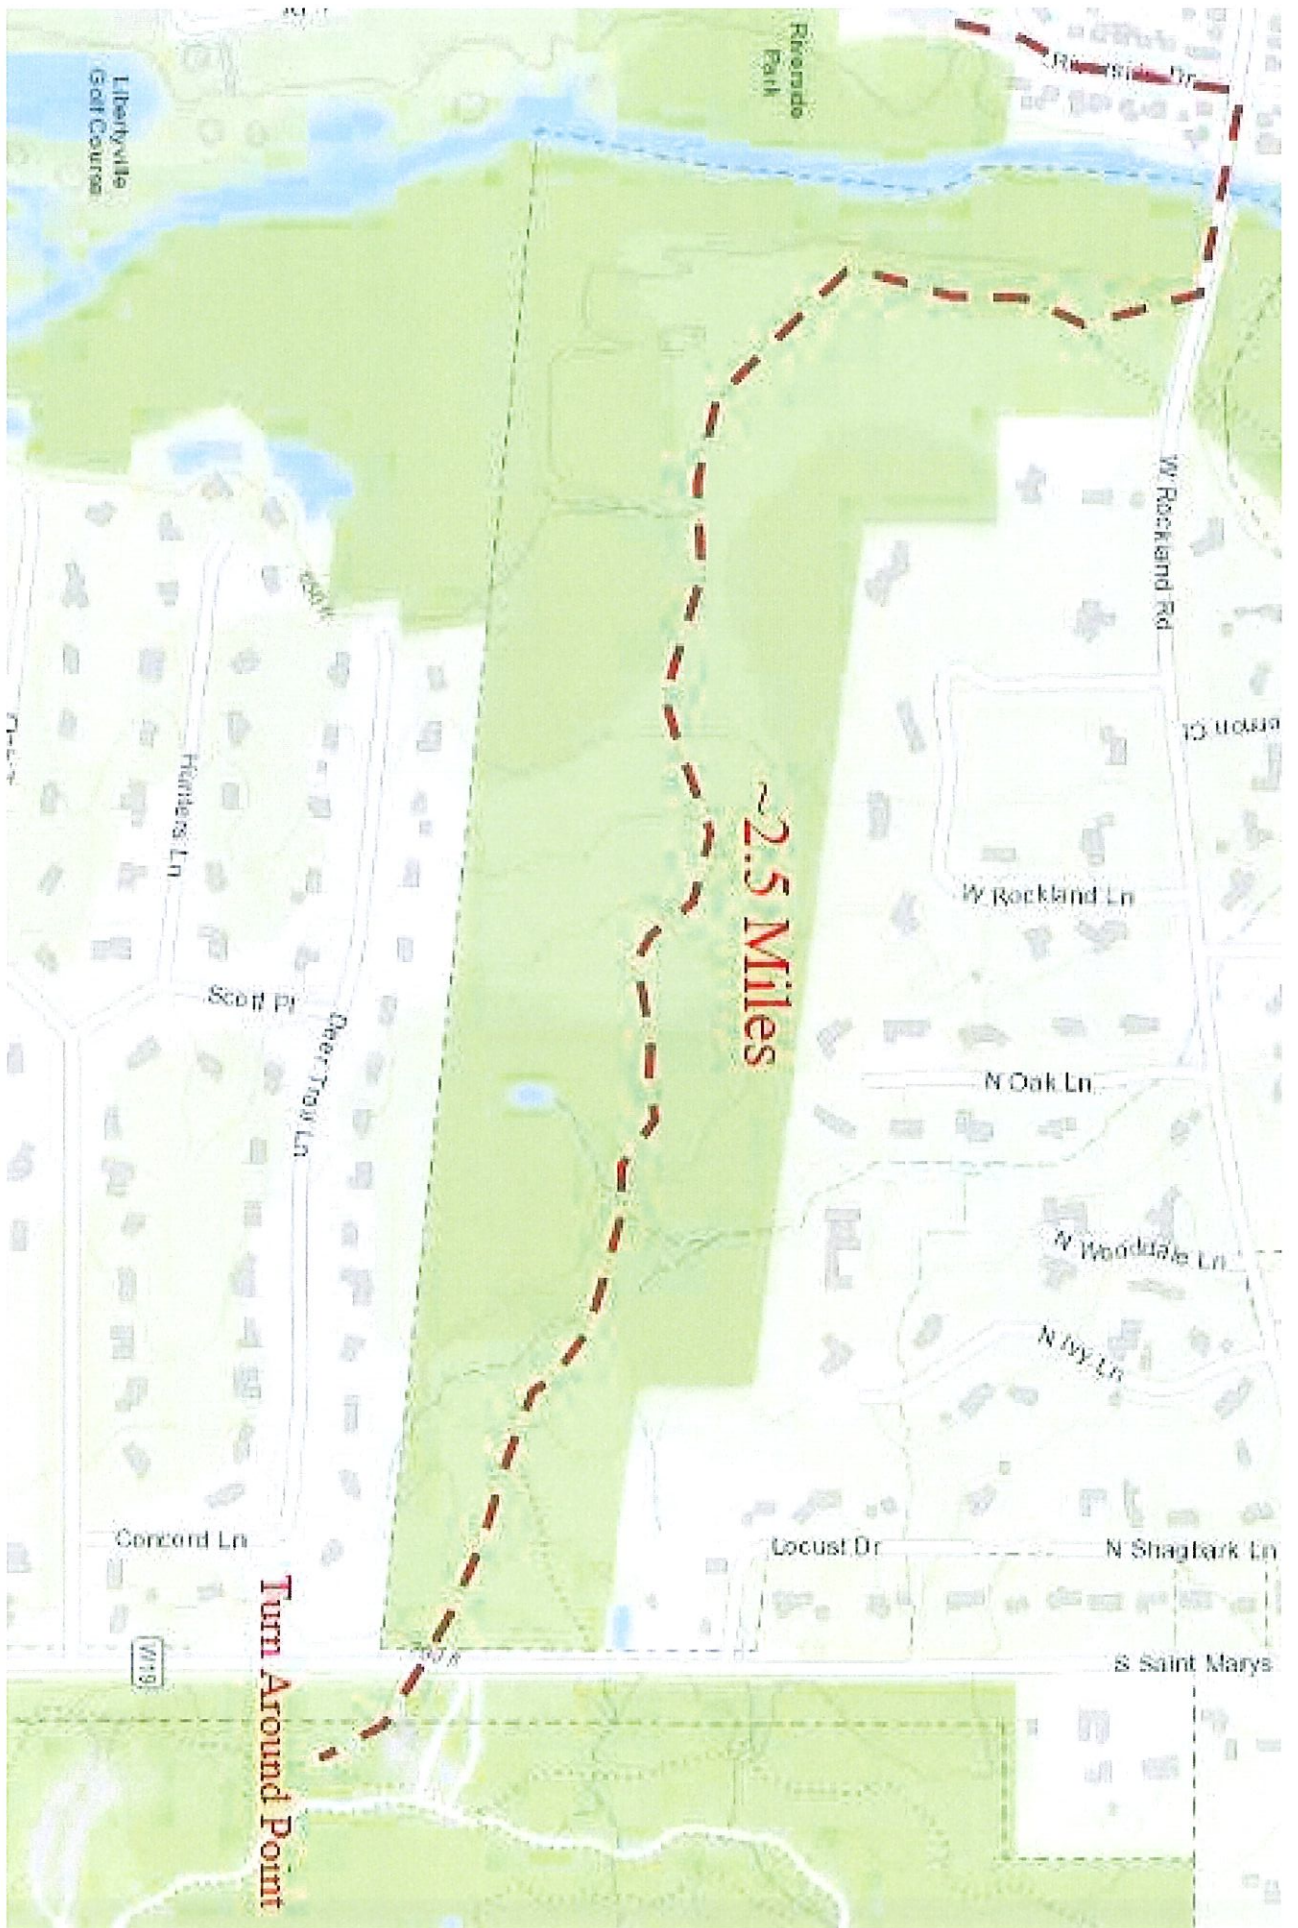 Riverside
Park
Riverside Dr
Libertyville
Golf Course
W Rockland Rd
~2.5 Miles
W Rockland Ln
Hunters Ln
Scott Pl
Deer Trail Ln
N Oak Ln
N Wooddale Ln
N Ivy Ln
Concord Ln
Locust Dr
N Shagbark Ln
W19
S Saint Marys
Turn Around Point